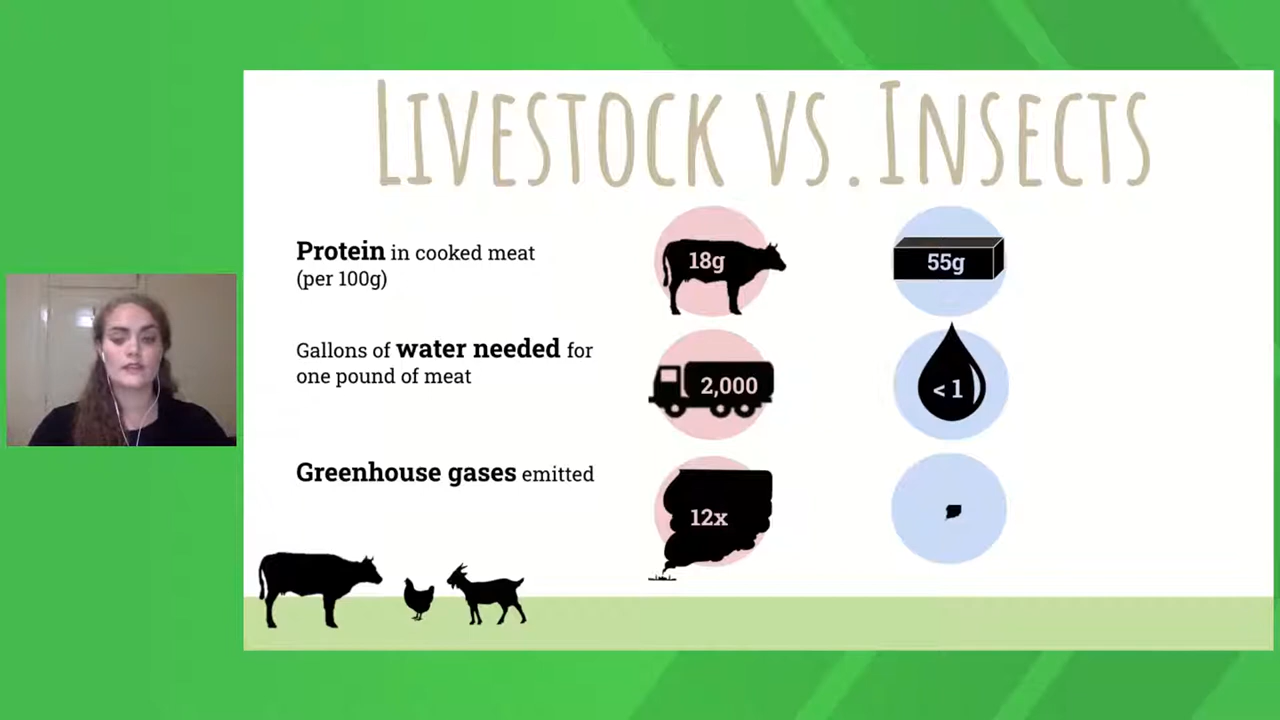 LIVESTOCK VS. INSECTS
Protein in cooked meat
(per 100g)
18g
55g
Gallons of water needed for
one pound of meat
2,000
< 1
Greenhouse gases emitted
12x